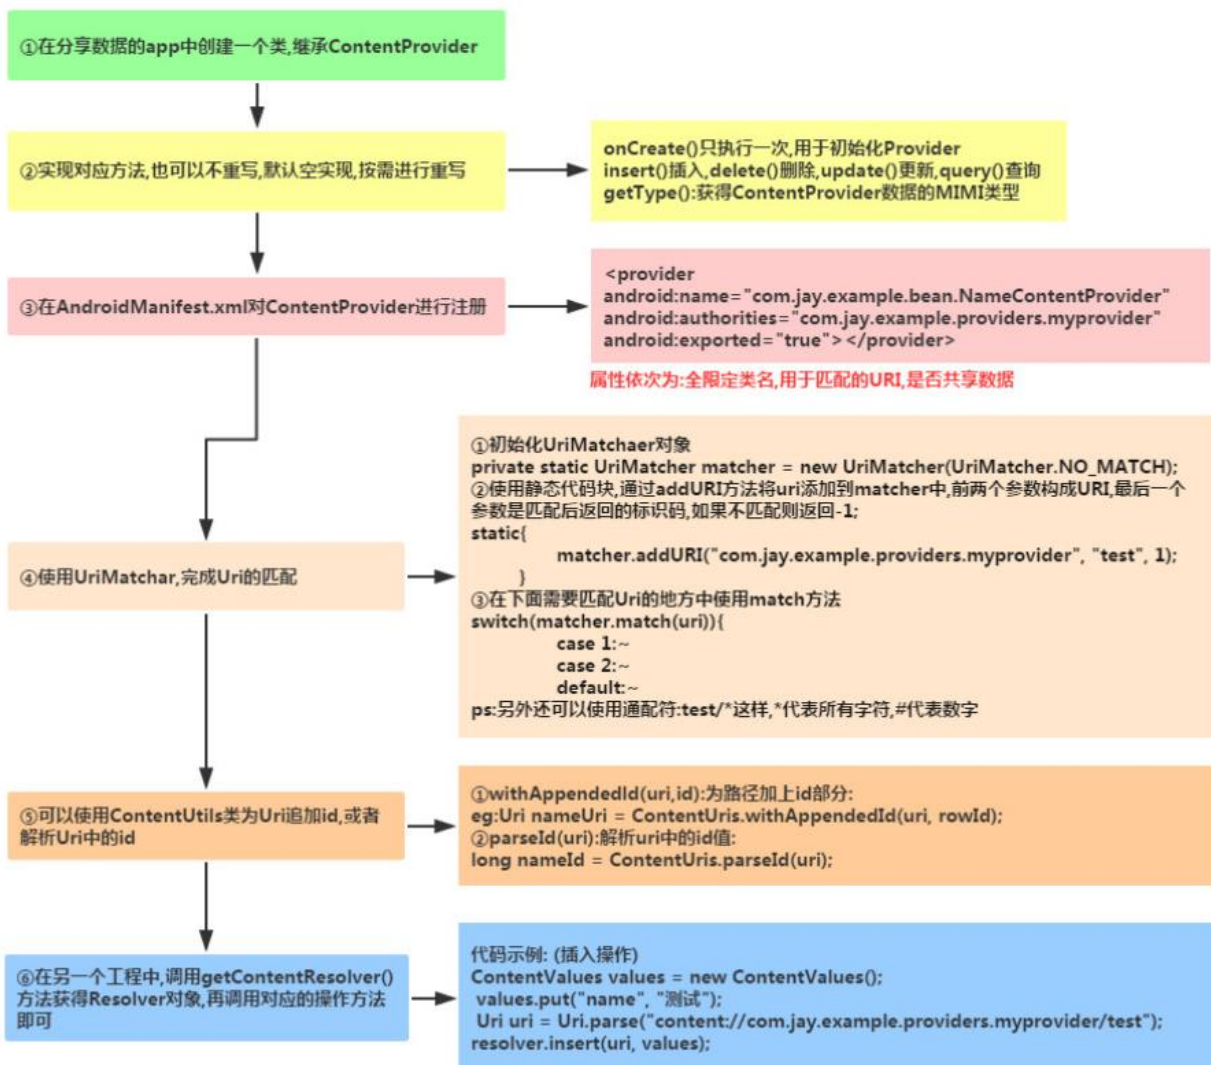 ①在分享数据的app中创建一个类,继承ContentProvider
②实现对应方法,也可以不重写,默认空实现,按需进行重写
onCreate()只执行一次,用于初始化Provider
insert()插入,delete()删除,update()更新,query()查询
getType():获得ContentProvider数据的MIMI类型
③在AndroidManifest.xml对ContentProvider进行注册
<provider
android:name="com.jay.example.bean.NameContentProvider"
android:authorities="com.jay.example.providers.myprovider"
android:exported="true"></provider>
属性依次为:全限定类名,用于匹配的URI,是否共享数据
④使用UriMatchar,完成Uri的匹配
①初始化UriMatchaer对象
private static UriMatcher matcher = new UriMatcher(UriMatcher.NO_MATCH);
②使用静态代码块,通过addURI方法将uri添加到matcher中,前两个参数构成URI,最后一个
参数是匹配后返回的标识码,如果不匹配则返回-1;
static{
matcher.addURI("com.jay.example.providers.myprovider", "test", 1);
}
③在下面需要匹配Uri的地方中使用match方法
switch(matcher.match(uri)){
case 1:~
case 2:~
default:~
ps:另外还可以使用通配符:test/*这样,*代表所有字符,#代表数字
⑤可以使用ContentUtils类为Uri追加id,或者
解析Uri中的id
①withAppendedId(uri,id):为路径加上id部分:
eg:Uri nameUri = ContentUris.withAppendedId(uri, rowId);
②parseId(uri):解析uri中的id值:
long nameId = ContentUris.parseId(uri);
⑥在另一个工程中,调用getContentResolver()
方法获得Resolver对象,再调用对应的操作方法
即可
代码示例: (插入操作)
ContentValues values = new ContentValues();
values.put("name", "测试");
Uri uri = Uri.parse("content://com.jay.example.providers.myprovider/test");
resolver.insert(uri, values);